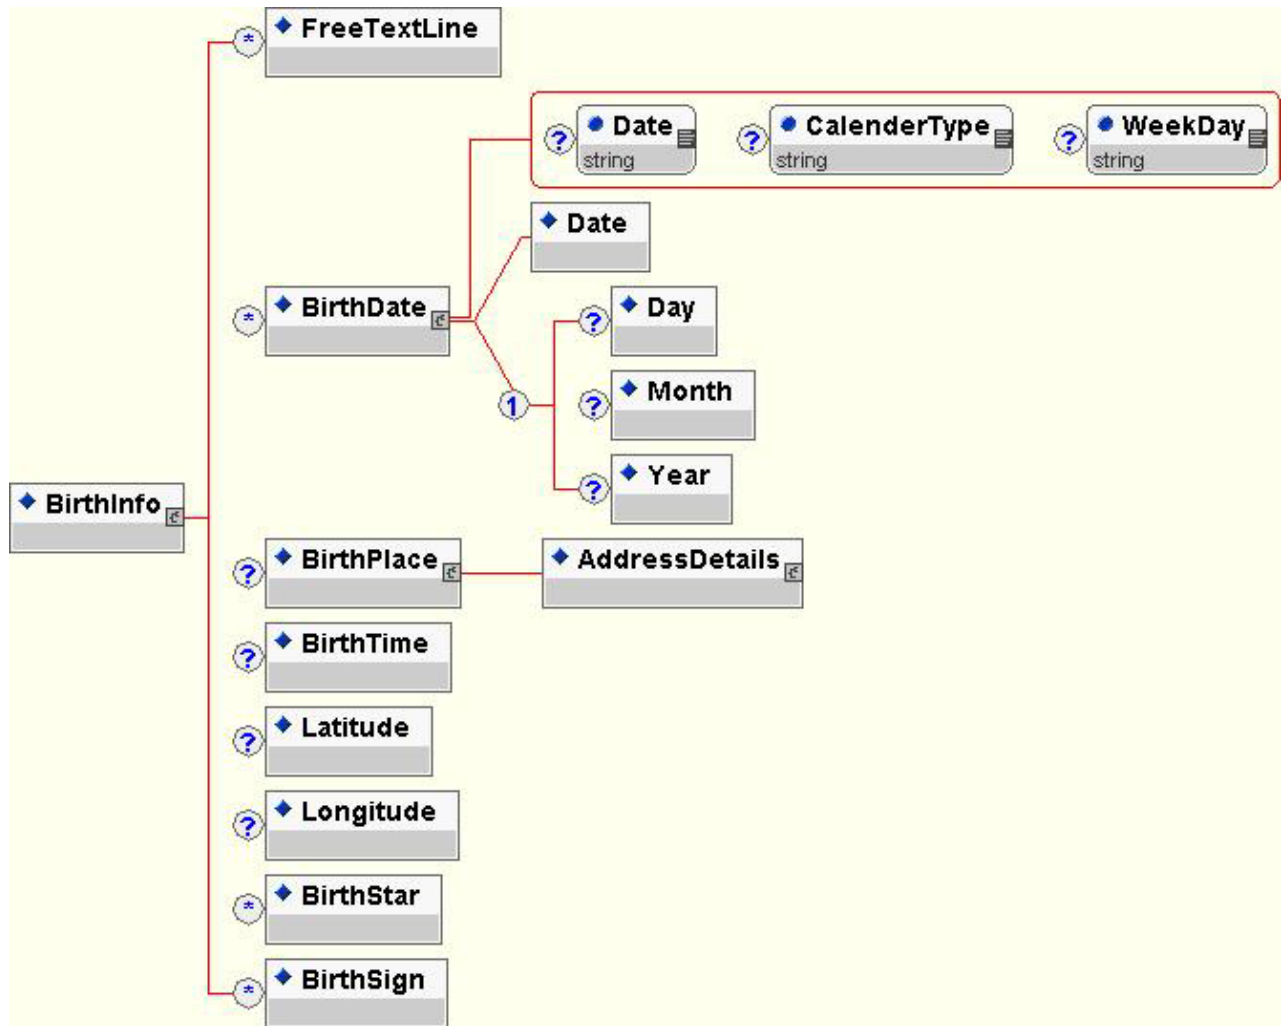 * FreeTextLine
? Date ? CalenderType ? WeekDay
string string string
Date
* BirthDate
? Day
? Month
1
? Year
BirthInfo
? BirthPlace AddressDetails
? BirthTime
? Latitude
? Longitude
* BirthStar
* BirthSign